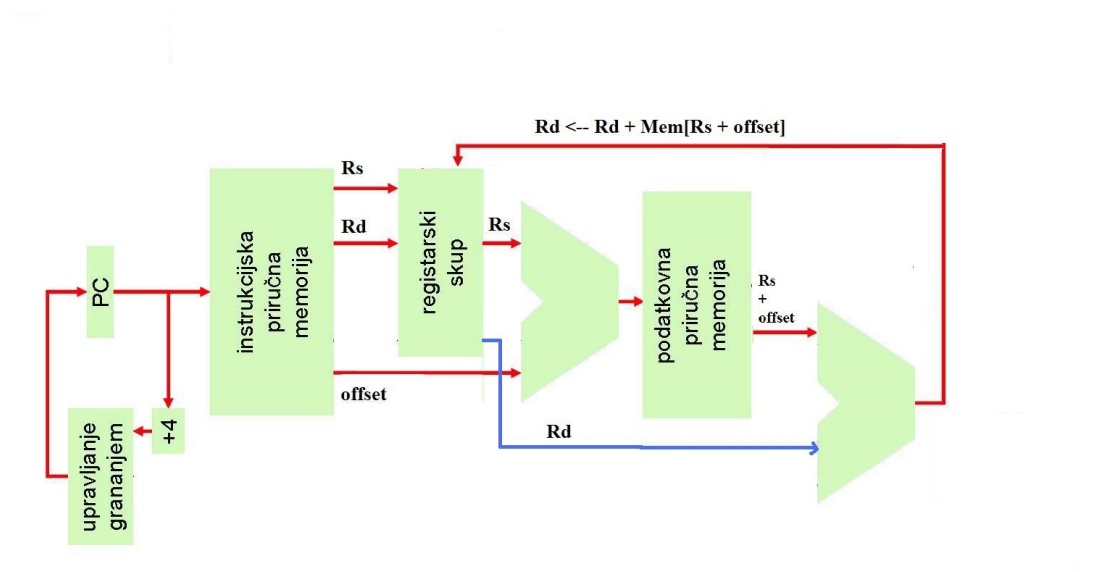 Rd <-- Rd + Mem[Rs + offset]
Rs
Rd
offset
PC
+4
upravljanje
grananjem
instrukcijska
priručna
memorija
registarski
skup
Rs
podatkovna
priručna
memorija
Rs
+
offset
Rd